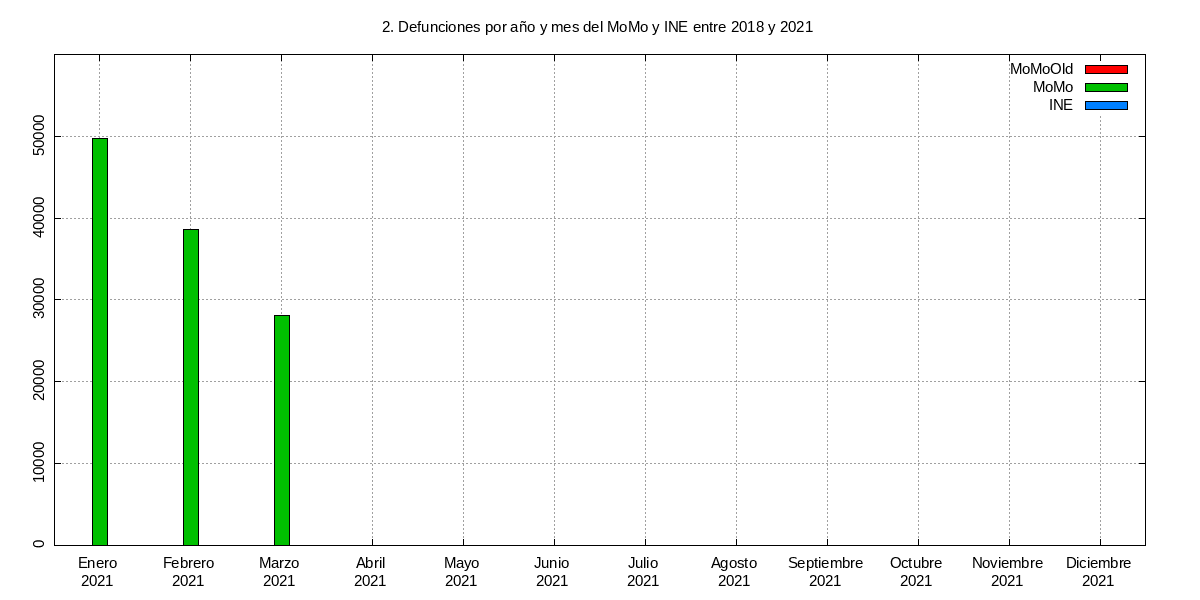 2. Defunciones por año y mes del MoMo y INE entre 2018 y 2021
MoMoOld
MoMo
INE
50000
40000
30000
20000
10000
0
Enero Febrero Marzo Abril Mayo Junio Julio Agosto Septiembre Octubre Noviembre Diciembre
2021 2021 2021 2021 2021 2021 2021 2021 2021 2021 2021 2021